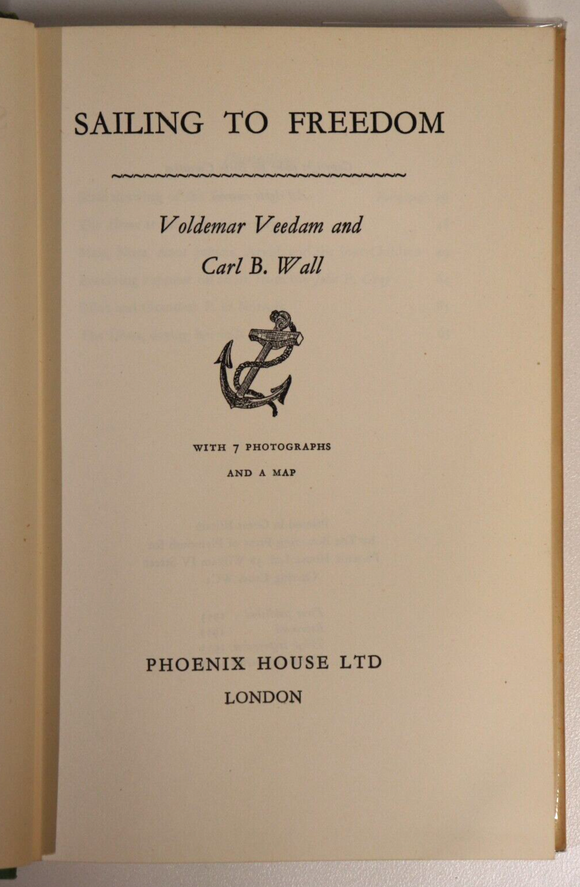 SAILING TO FREEDOM
Voldemar Veedam and
Carl B. Wall
WITH 7 PHOTOGRAPHS
AND A MAP
PHOENIX HOUSE LTD
LONDON